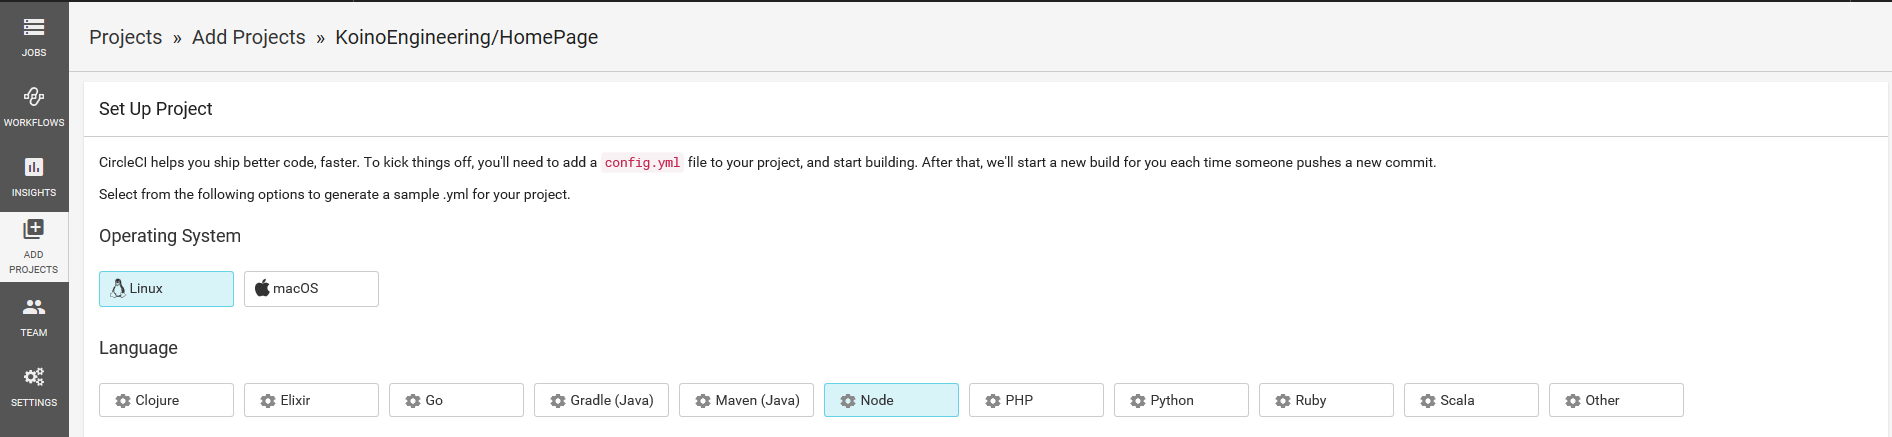 JOBS
WORKFLOWS
INSIGHTS
ADD
PROJECTS
TEAM
SETTINGS
Projects » Add Projects » KoinoEngineering/HomePage
Set Up Project
CircleCI helps you ship better code, faster. To kick things off, you'll need to add a config.yml file to your project, and start building. After that, we'll start a new build for you each time someone pushes a new commit.
Select from the following options to generate a sample .yml for your project.
Operating System
Linux macOS
Language
Clojure Elixir Go Gradle (Java) Maven (Java) Node PHP Python Ruby Scala Other